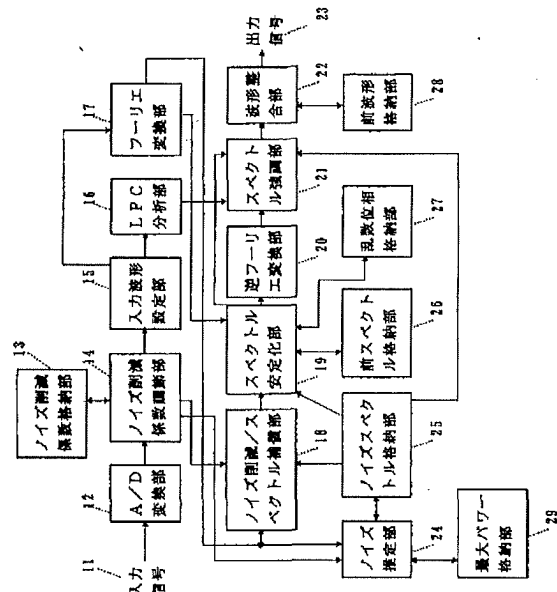 11
入力
信号
12
A/D
変換部
13
ノイズ削減
係数格納部
14
ノイズ削減
係数調節部
15
入力波形
設定部
16
LPC
分析部
17
フーリエ
変換部
18
ノイズ削減/ス
ペクトル補償部
19
スペクトル
安定化部
20
逆フーリ
エ変換部
21
スペクト
ル強調部
22
波形整
合部
23
出力
信号
24
ノイズ
推定部
25
ノイズスペク
トル格納部
26
前スペクト
ル格納部
27
乱数位相
格納部
28
前波形
格納部
29
最大パワー
格納部